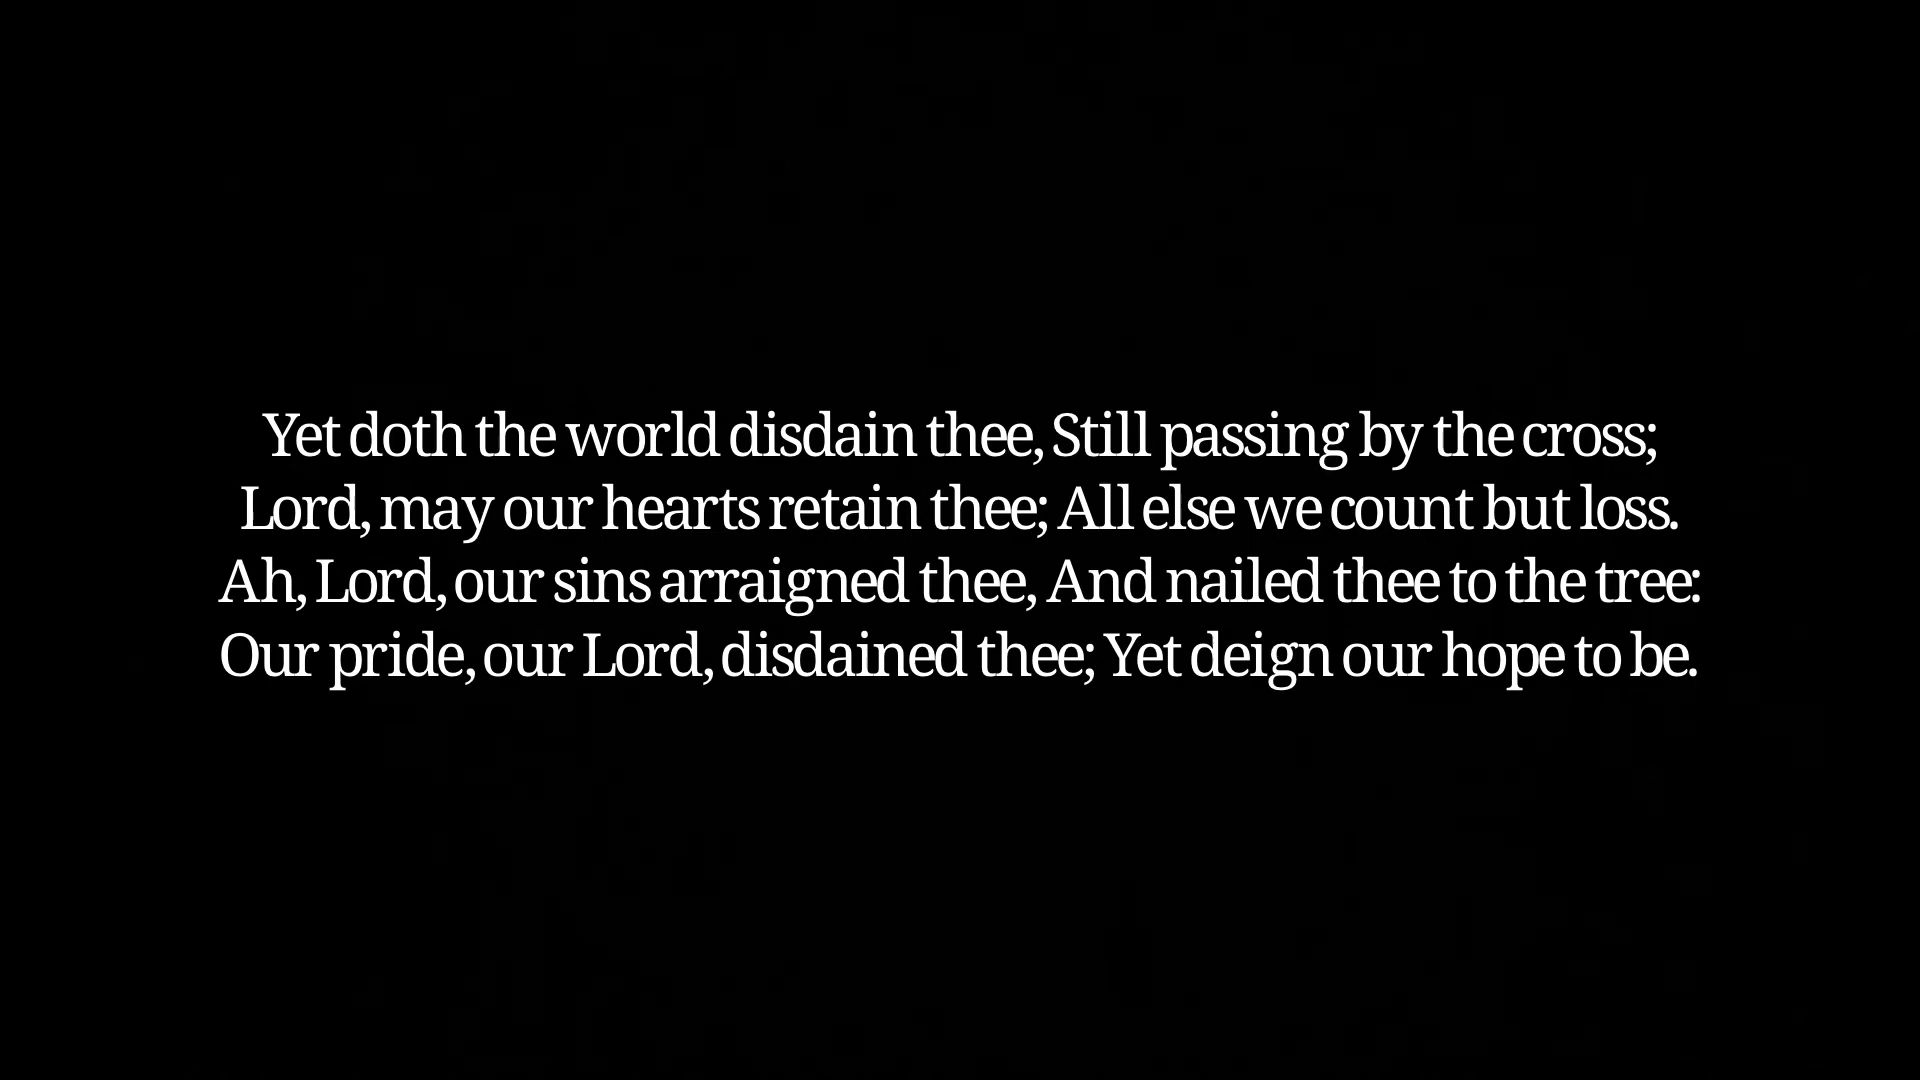 Yet doth the world disdain thee, Still passing by the cross;
Lord, may our hearts retain thee; All else we count but loss.
Ah, Lord, our sins arraigned thee, And nailed thee to the tree:
Our pride, our Lord, disdained thee; Yet deign our hope to be.